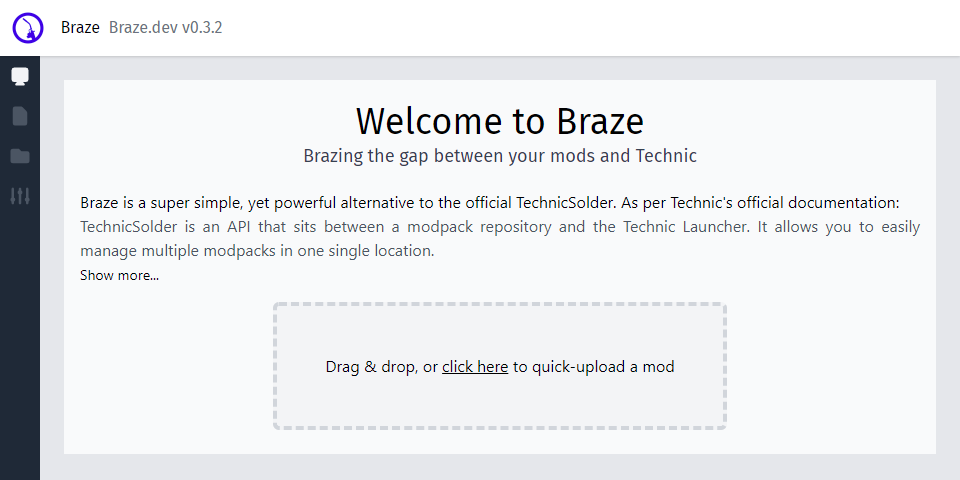 Braze Braze.dev v0.3.2
Welcome to Braze
Brazing the gap between your mods and Technic
Braze is a super simple, yet powerful alternative to the official TechnicSolder. As per Technic's official documentation:
TechnicSolder is an API that sits between a modpack repository and the Technic Launcher. It allows you to easily
manage multiple modpacks in one single location.
Show more...
Drag & drop, or click here to quick-upload a mod